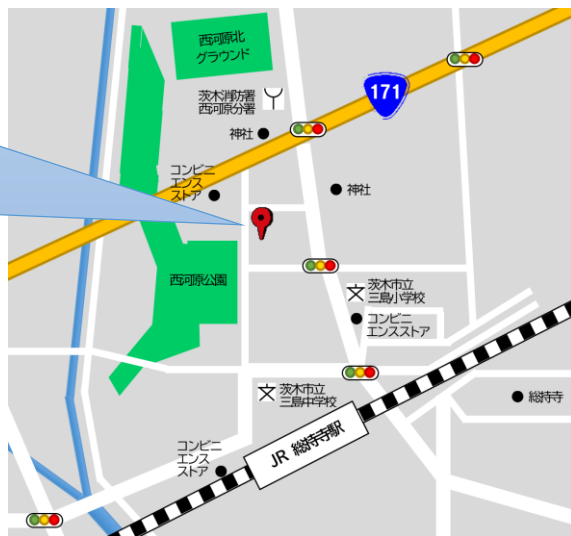 西河原北
グラウンド
171
茨木消防署
西河原分署
神社
コンビニ
エンス
ストア
神社
西河原公園
茨木市立
三島小学校
コンビニ
エンスストア
茨木市立
三島中学校
総持寺
JR 総持寺駅
コンビニ
エンス
ストア